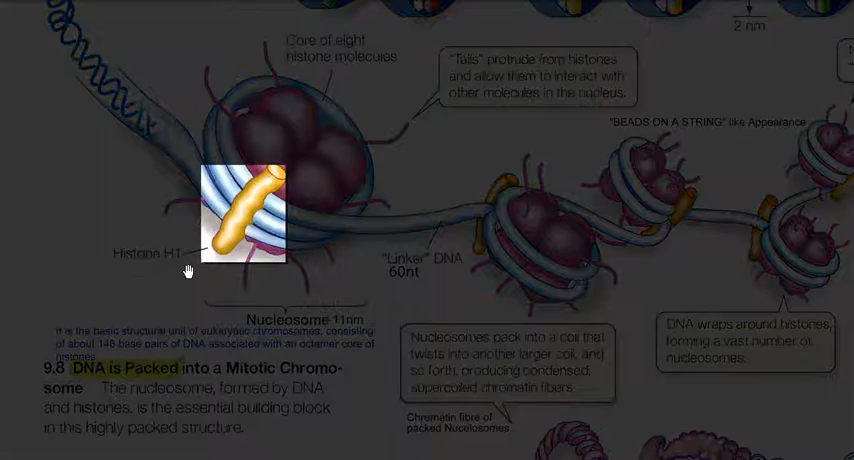 2 nm
Core of eight
histone molecules
"Tails" protrude from histones
and allow them to interact with
other molecules in the nucleus.
"BEADS ON A STRING" like Appearance
Histone H1
"Linker" DNA
60nt
Nucleosome 11nm
It is the basic structural unit of eukaryotic chromosomes, consisting
of about 146 base pairs of DNA associated with an octamer core of
histones
9.8 DNA is Packed into a Mitotic Chromo-
some The nucleosome, formed by DNA
and histones, is the essential building block
in this highly packed structure.
Nucleosomes pack into a coil that
twists into another larger coil, and
so forth, producing condensed,
supercoiled chromatin fibers.
Chromatin fibre of
packed Nucelosomes
DNA wraps around histones,
forming a vast number of
nucleosomes.